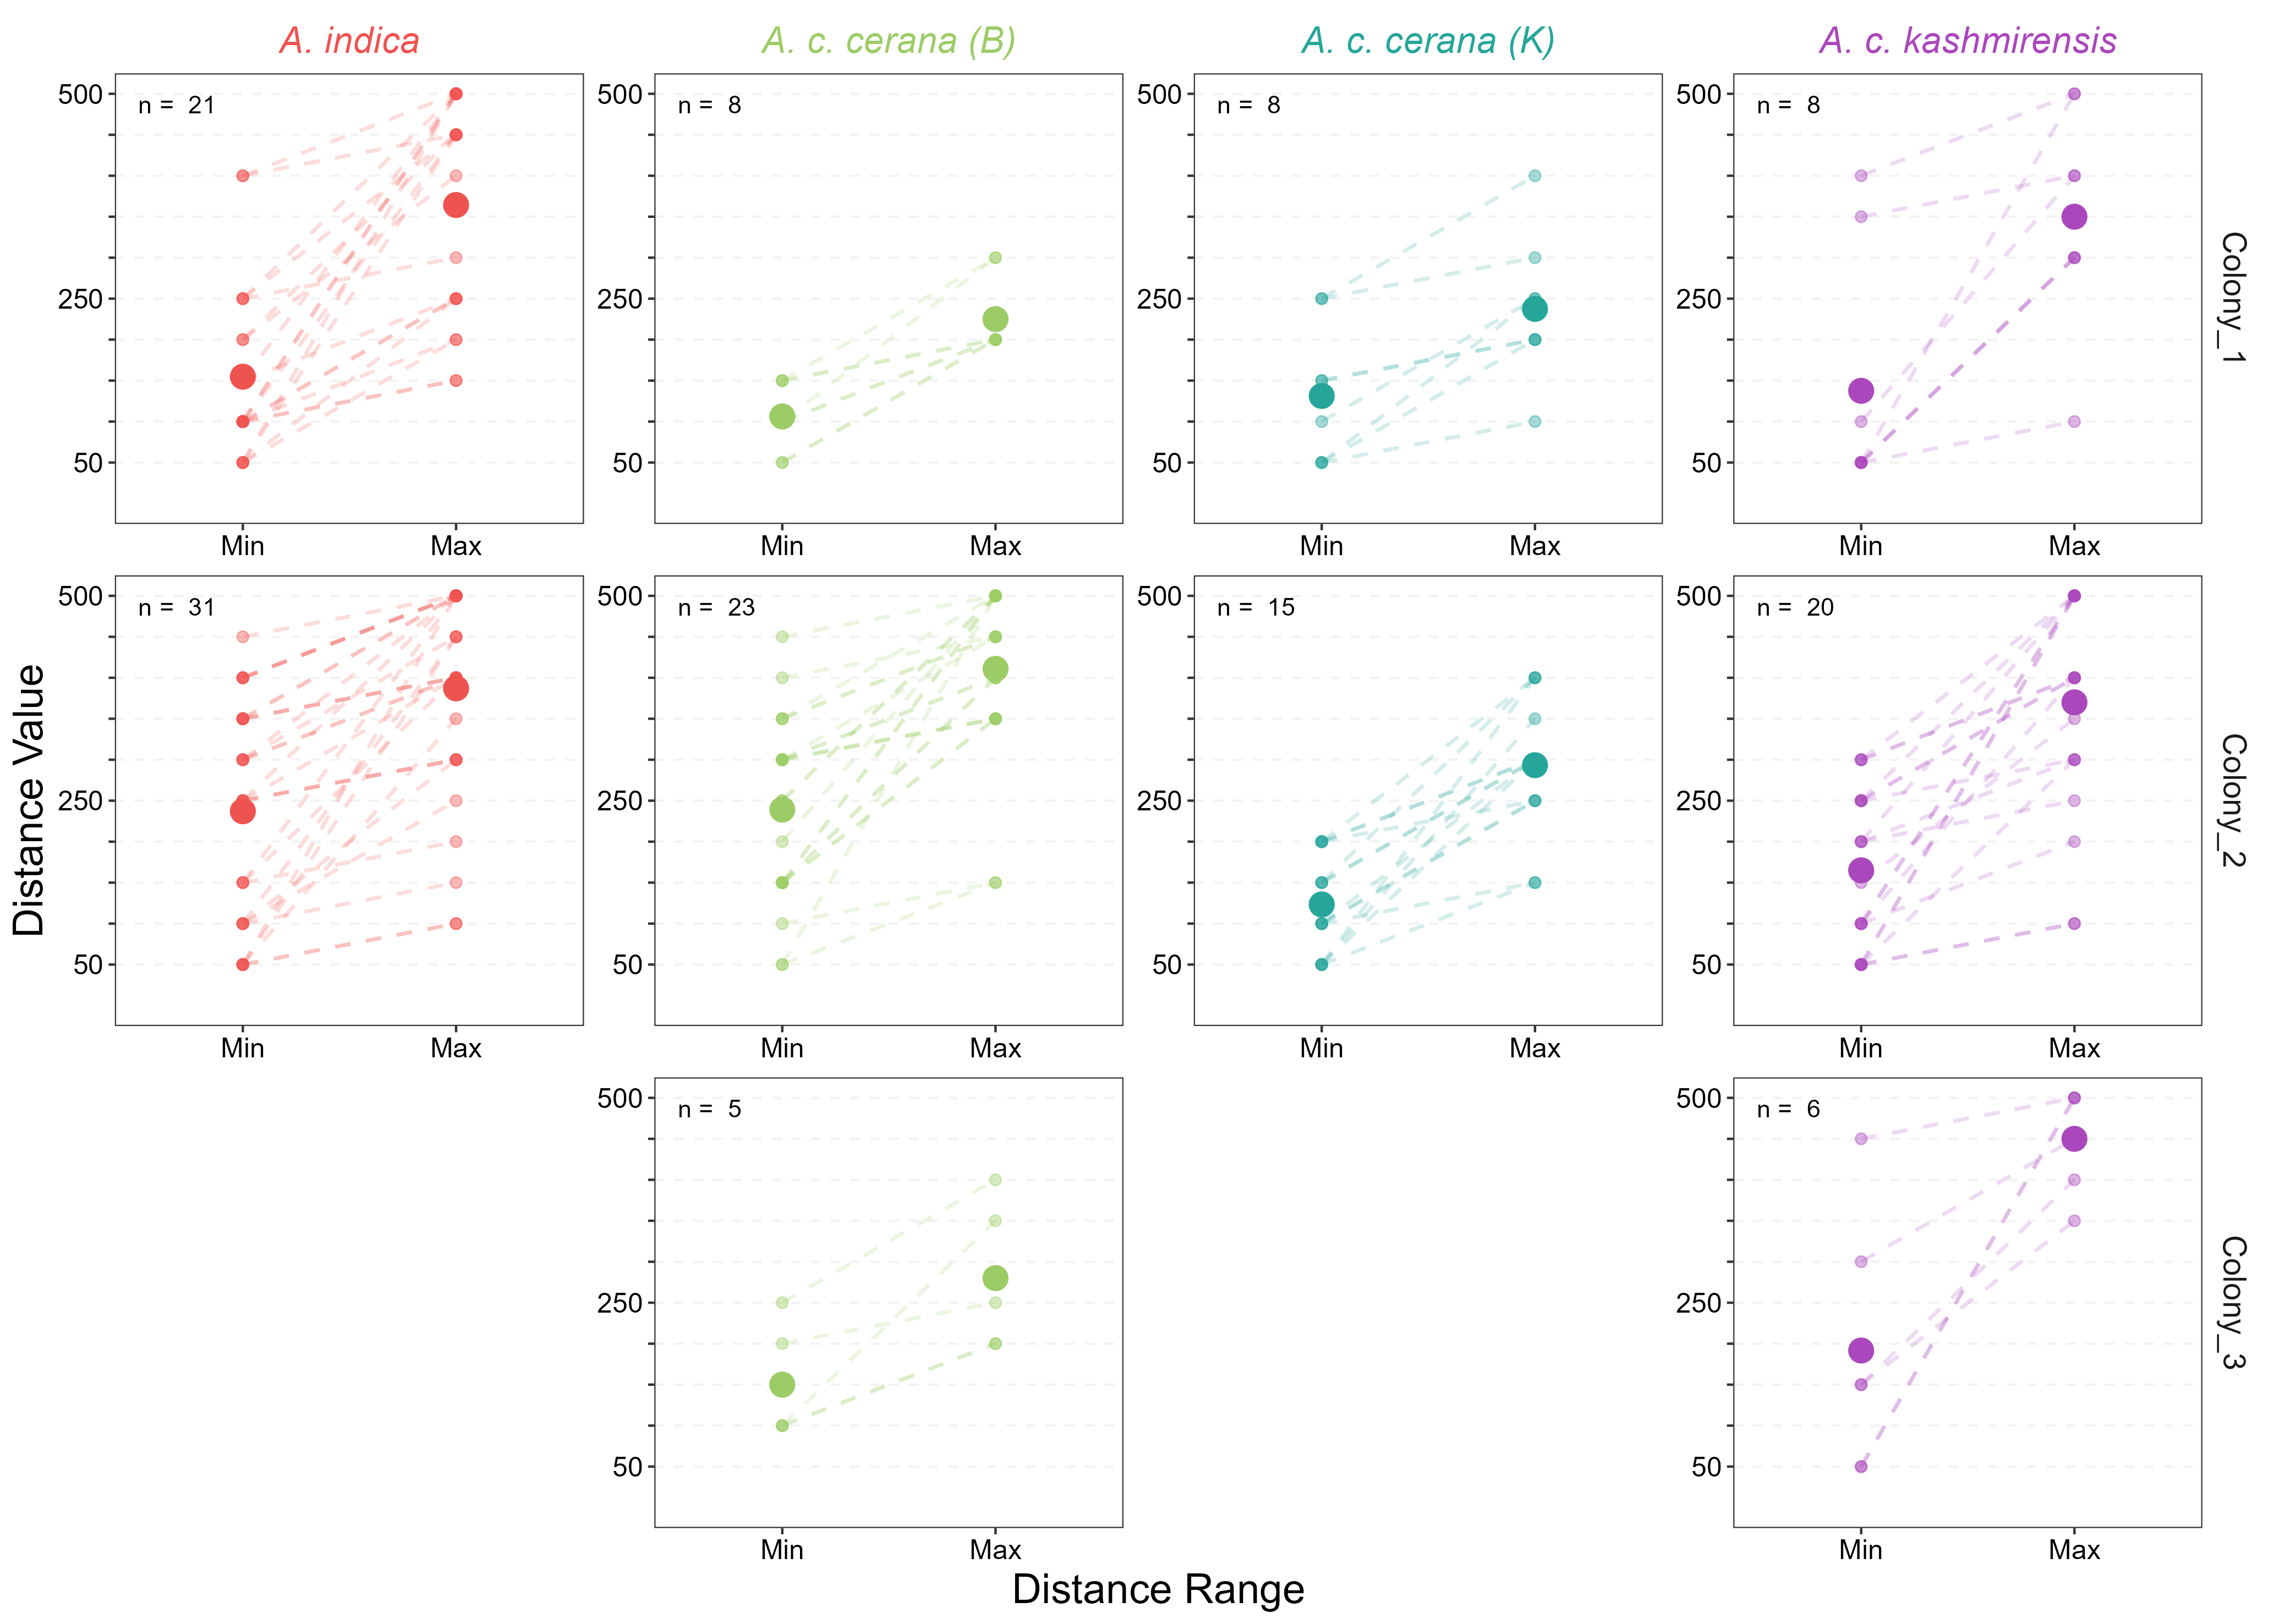 A. indica A. c. cerana (B) A. c. cerana (K) A. c. kashmirensis
n = 21 n = 8 n = 8 n = 8
500 500 500 500
250 250 250 250
50 50 50 50
Colony_1
Min Max Min Max Min Max Min Max
n = 31 n = 23 n = 15 n = 20
500 500 500 500
250 250 250 250
50 50 50 50
Colony_2
Min Max Min Max Min Max Min Max
Distance Value
n = 5 n = 6
500 500
250 250
50 50
Colony_3
Min Max Min Max
Distance Range